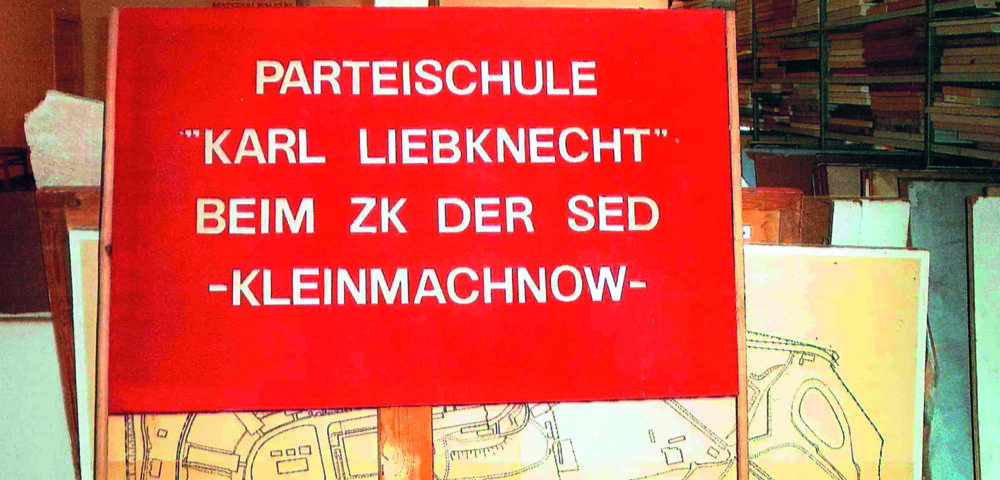 PARTEISCHULE
"KARL LIEBKNECHT"
BEIM ZK DER SED
-KLEINMACHNOW-